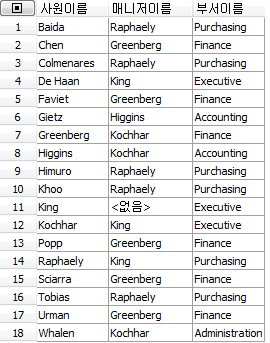 사원이름 매니저이름 부서이름
1 Baida Raphaely Purchasing
2 Chen Greenberg Finance
3 Colmenares Raphaely Purchasing
4 De Haan King Executive
5 Faviet Greenberg Finance
6 Gietz Higgins Accounting
7 Greenberg Kochhar Finance
8 Higgins Kochhar Accounting
9 Himuro Raphaely Purchasing
10 Khoo Raphaely Purchasing
11 King <없음> Executive
12 Kochhar King Executive
13 Popp Greenberg Finance
14 Raphaely King Purchasing
15 Sciarra Greenberg Finance
16 Tobias Raphaely Purchasing
17 Urman Greenberg Finance
18 Whalen Kochhar Administration